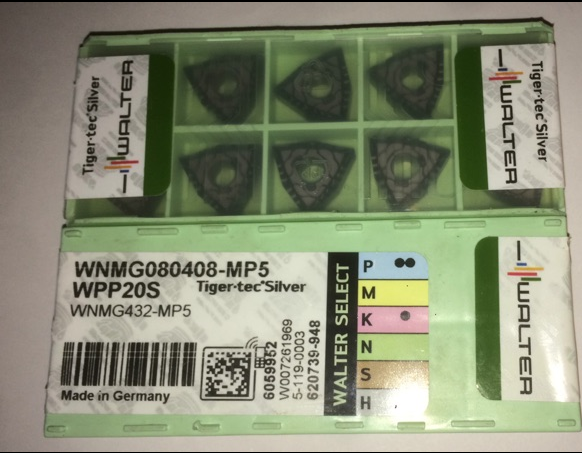 Tiger·tec®Silver
WALTER
WALTER
Tiger·tec®Silver
WNMG080408-MP5
WPP20S Tiger·tec®Silver
WNMG432-MP5
Made in Germany
6059952
W007261969
5-119-0003
620739-948
WALTER SELECT
P
M
K
N
S
H
WALTER